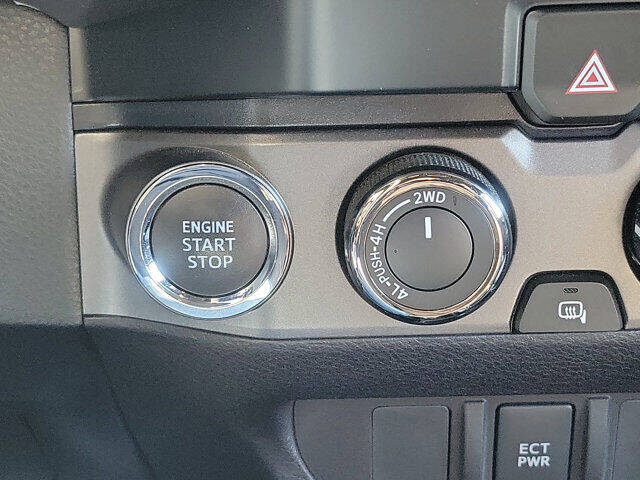 ENGINE
START
STOP
2WD
4L-PUSH-4H
ECT
PWR